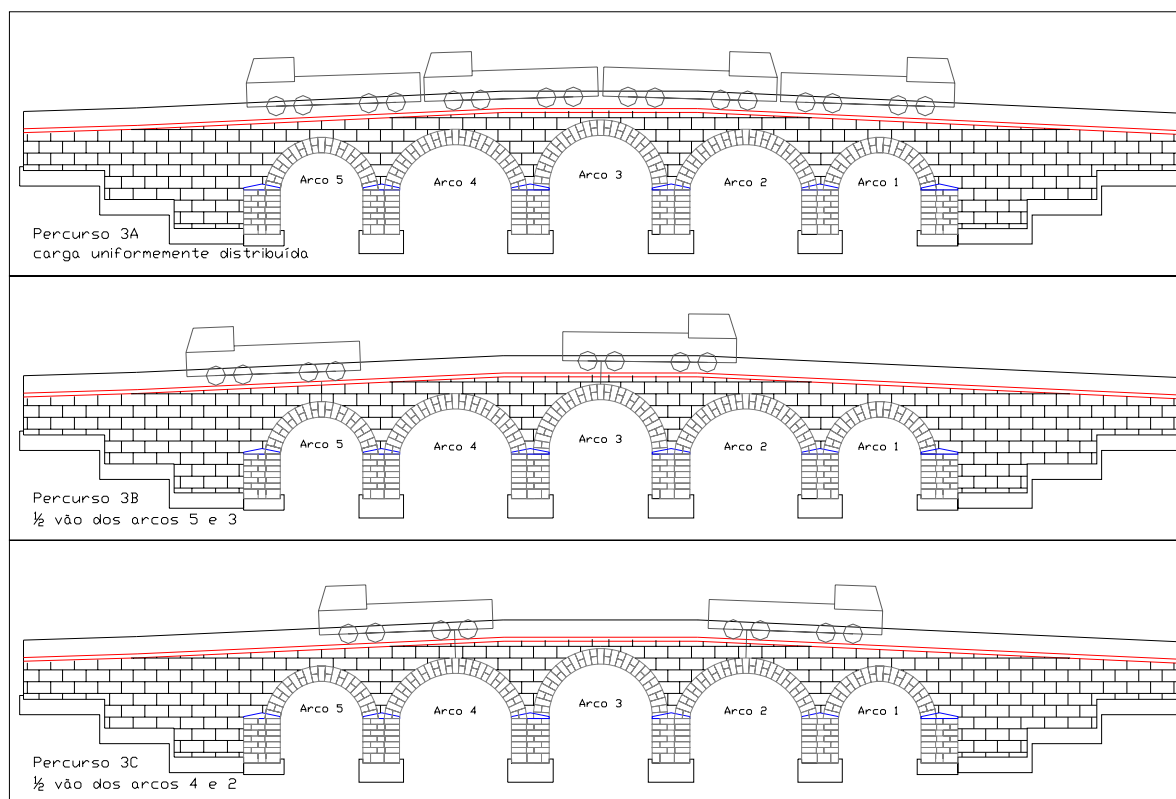 Arco 5
Arco 4
Arco 3
Arco 2
Arco 1
Percurso 3A
carga uniformemente distribuída
Arco 5
Arco 4
Arco 3
Arco 2
Arco 1
Percurso 3B
½ vão dos arcos 5 e 3
Arco 5
Arco 4
Arco 3
Arco 2
Arco 1
Percurso 3C
½ vão dos arcos 4 e 2